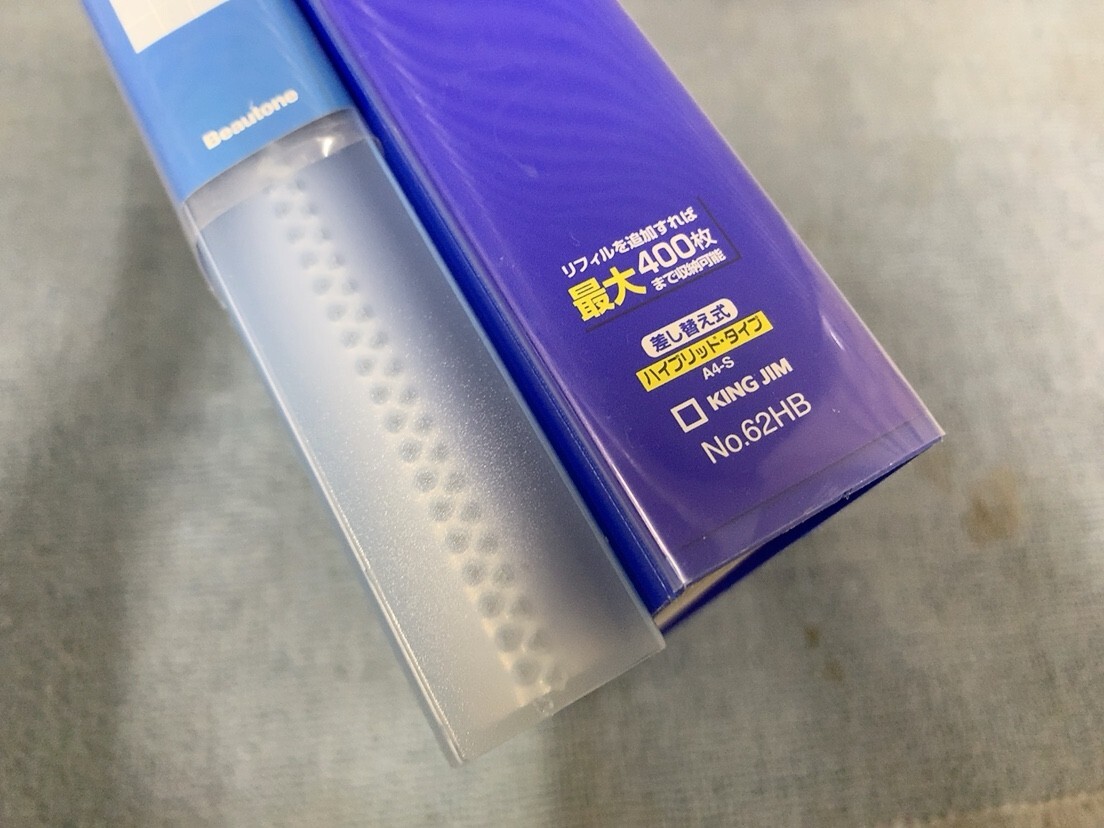 Beautone
リフィルを追加すれば
最大400枚
まで収納可能
差し替え式
ハイブリッド・タイプ
A4-S
KING JIM
No.62HB